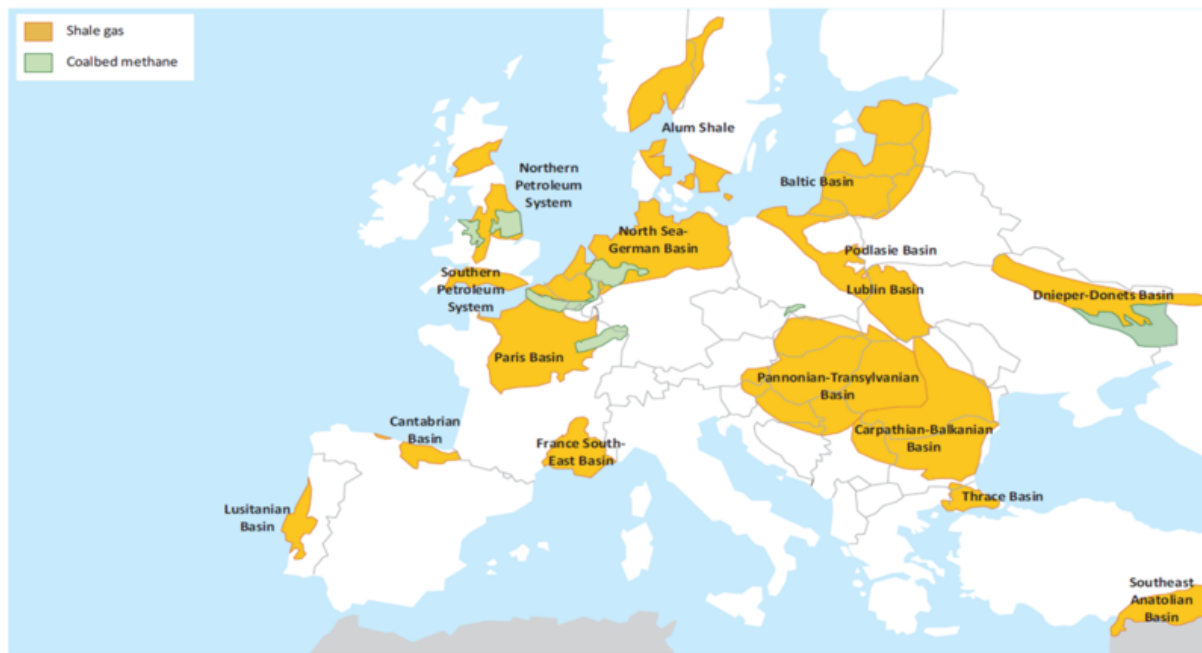 Shale gas
Coalbed methane
Alum Shale
Northern
Petroleum
System
Baltic Basin
North Sea-
German Basin
Podlasie Basin
Southern
Petroleum
System
Lublin Basin
Dnieper-Donets Basin
Paris Basin
Pannonian-Transylvanian
Basin
Cantabrian
Basin
France South-
East Basin
Carpathian-Balkanian
Basin
Thrace Basin
Lusitanian
Basin
Southeast
Anatolian
Basin